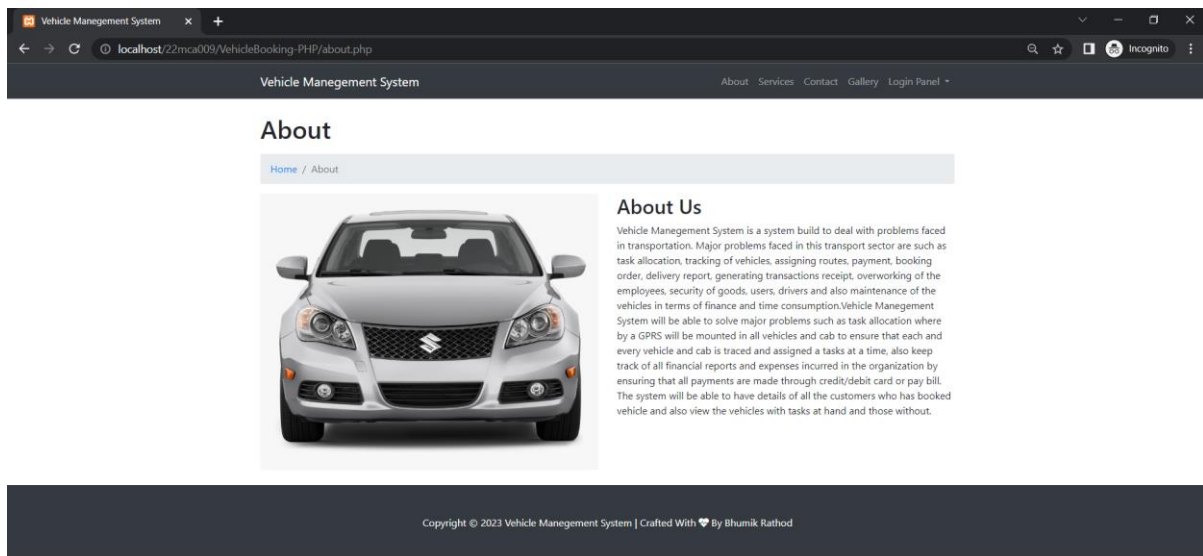 Vehicle Manegement System
localhost/22mca009/VehicleBooking-PHP/about.php
Incognito
Vehicle Manegement System
About Services Contact Gallery Login Panel
About
Home / About
About Us
Vehicle Manegement System is a system build to deal with problems faced
in transportation. Major problems faced in this transport sector are such as
task allocation, tracking of vehicles, assigning routes, payment, booking
order, delivery report, generating transactions receipt, overworking of the
employees, security of goods, users, drivers and also maintenance of the
vehicles in terms of finance and time consumption.Vehicle Manegement
System will be able to solve major problems such as task allocation where
by a GPRS will be mounted in all vehicles and cab to ensure that each and
every vehicle and cab is traced and assigned a tasks at a time, also keep
track of all financial reports and expenses incurred in the organization by
ensuring that all payments are made through credit/debit card or pay bill.
The system will be able to have details of all the customers who has booked
vehicle and also view the vehicles with tasks at hand and those without.
Copyright © 2023 Vehicle Manegement System | Crafted With 💖 By Bhumik Rathod